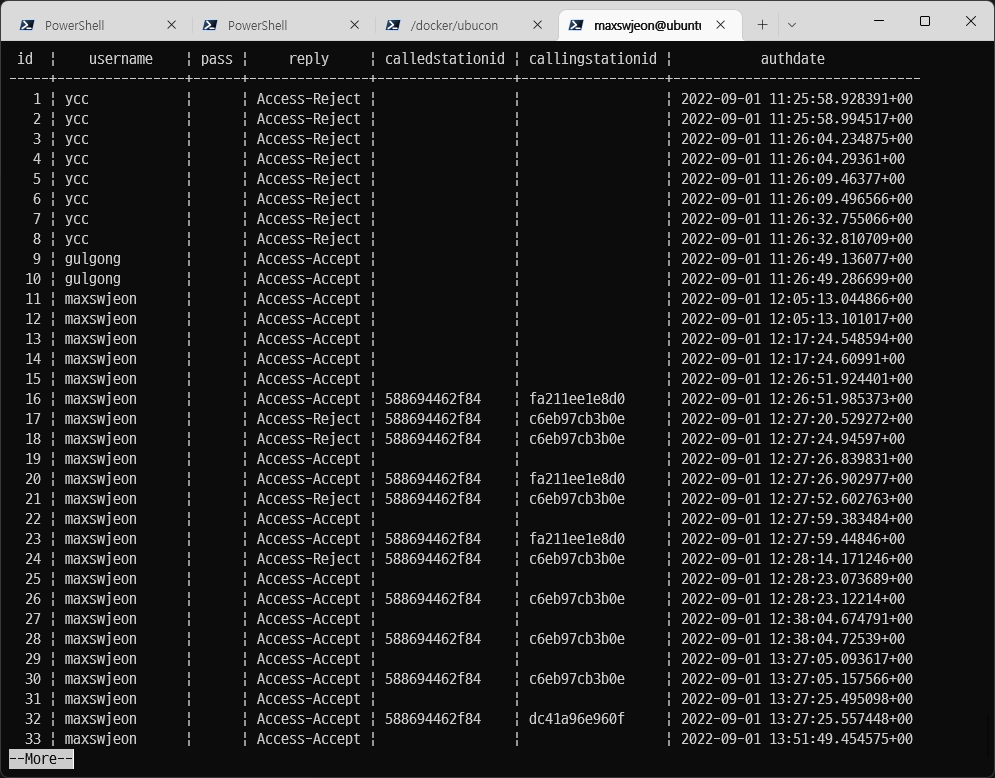 PowerShell PowerShell /docker/ubucon maxswjeon@ubunt
id ¦ username ¦ pass ¦ reply ¦ calledstationid ¦ callingstationid ¦ authdate
1 ¦ ycc ¦ ¦ Access-Reject ¦ ¦ ¦ 2022-09-01 11:25:58.928391+00
2 ¦ ycc ¦ ¦ Access-Reject ¦ ¦ ¦ 2022-09-01 11:25:58.994517+00
3 ¦ ycc ¦ ¦ Access-Reject ¦ ¦ ¦ 2022-09-01 11:26:04.234875+00
4 ¦ ycc ¦ ¦ Access-Reject ¦ ¦ ¦ 2022-09-01 11:26:04.29361+00
5 ¦ ycc ¦ ¦ Access-Reject ¦ ¦ ¦ 2022-09-01 11:26:09.46377+00
6 ¦ ycc ¦ ¦ Access-Reject ¦ ¦ ¦ 2022-09-01 11:26:09.496566+00
7 ¦ ycc ¦ ¦ Access-Reject ¦ ¦ ¦ 2022-09-01 11:26:32.755066+00
8 ¦ ycc ¦ ¦ Access-Reject ¦ ¦ ¦ 2022-09-01 11:26:32.810709+00
9 ¦ gulgong ¦ ¦ Access-Accept ¦ ¦ ¦ 2022-09-01 11:26:49.136077+00
10 ¦ gulgong ¦ ¦ Access-Accept ¦ ¦ ¦ 2022-09-01 11:26:49.286699+00
11 ¦ maxswjeon ¦ ¦ Access-Accept ¦ ¦ ¦ 2022-09-01 12:05:13.044866+00
12 ¦ maxswjeon ¦ ¦ Access-Accept ¦ ¦ ¦ 2022-09-01 12:05:13.101017+00
13 ¦ maxswjeon ¦ ¦ Access-Accept ¦ ¦ ¦ 2022-09-01 12:17:24.548594+00
14 ¦ maxswjeon ¦ ¦ Access-Accept ¦ ¦ ¦ 2022-09-01 12:17:24.60991+00
15 ¦ maxswjeon ¦ ¦ Access-Accept ¦ ¦ ¦ 2022-09-01 12:26:51.924401+00
16 ¦ maxswjeon ¦ ¦ Access-Accept ¦ 588694462f84 ¦ fa211ee1e8d0 ¦ 2022-09-01 12:26:51.985373+00
17 ¦ maxswjeon ¦ ¦ Access-Reject ¦ 588694462f84 ¦ c6eb97cb3b0e ¦ 2022-09-01 12:27:20.529272+00
18 ¦ maxswjeon ¦ ¦ Access-Reject ¦ 588694462f84 ¦ c6eb97cb3b0e ¦ 2022-09-01 12:27:24.94597+00
19 ¦ maxswjeon ¦ ¦ Access-Accept ¦ ¦ ¦ 2022-09-01 12:27:26.839831+00
20 ¦ maxswjeon ¦ ¦ Access-Accept ¦ 588694462f84 ¦ fa211ee1e8d0 ¦ 2022-09-01 12:27:26.902977+00
21 ¦ maxswjeon ¦ ¦ Access-Reject ¦ 588694462f84 ¦ c6eb97cb3b0e ¦ 2022-09-01 12:27:52.602763+00
22 ¦ maxswjeon ¦ ¦ Access-Accept ¦ ¦ ¦ 2022-09-01 12:27:59.383484+00
23 ¦ maxswjeon ¦ ¦ Access-Accept ¦ 588694462f84 ¦ fa211ee1e8d0 ¦ 2022-09-01 12:27:59.44846+00
24 ¦ maxswjeon ¦ ¦ Access-Reject ¦ 588694462f84 ¦ c6eb97cb3b0e ¦ 2022-09-01 12:28:14.171246+00
25 ¦ maxswjeon ¦ ¦ Access-Accept ¦ ¦ ¦ 2022-09-01 12:28:23.073689+00
26 ¦ maxswjeon ¦ ¦ Access-Accept ¦ 588694462f84 ¦ c6eb97cb3b0e ¦ 2022-09-01 12:28:23.12214+00
27 ¦ maxswjeon ¦ ¦ Access-Accept ¦ ¦ ¦ 2022-09-01 12:38:04.674791+00
28 ¦ maxswjeon ¦ ¦ Access-Accept ¦ 588694462f84 ¦ c6eb97cb3b0e ¦ 2022-09-01 12:38:04.72539+00
29 ¦ maxswjeon ¦ ¦ Access-Accept ¦ ¦ ¦ 2022-09-01 13:27:05.093617+00
30 ¦ maxswjeon ¦ ¦ Access-Accept ¦ 588694462f84 ¦ c6eb97cb3b0e ¦ 2022-09-01 13:27:05.157566+00
31 ¦ maxswjeon ¦ ¦ Access-Accept ¦ ¦ ¦ 2022-09-01 13:27:25.495098+00
32 ¦ maxswjeon ¦ ¦ Access-Accept ¦ 588694462f84 ¦ dc41a96e960f ¦ 2022-09-01 13:27:25.557448+00
33 ¦ maxswjeon ¦ ¦ Access-Accept ¦ ¦ ¦ 2022-09-01 13:51:49.454575+00
--More--